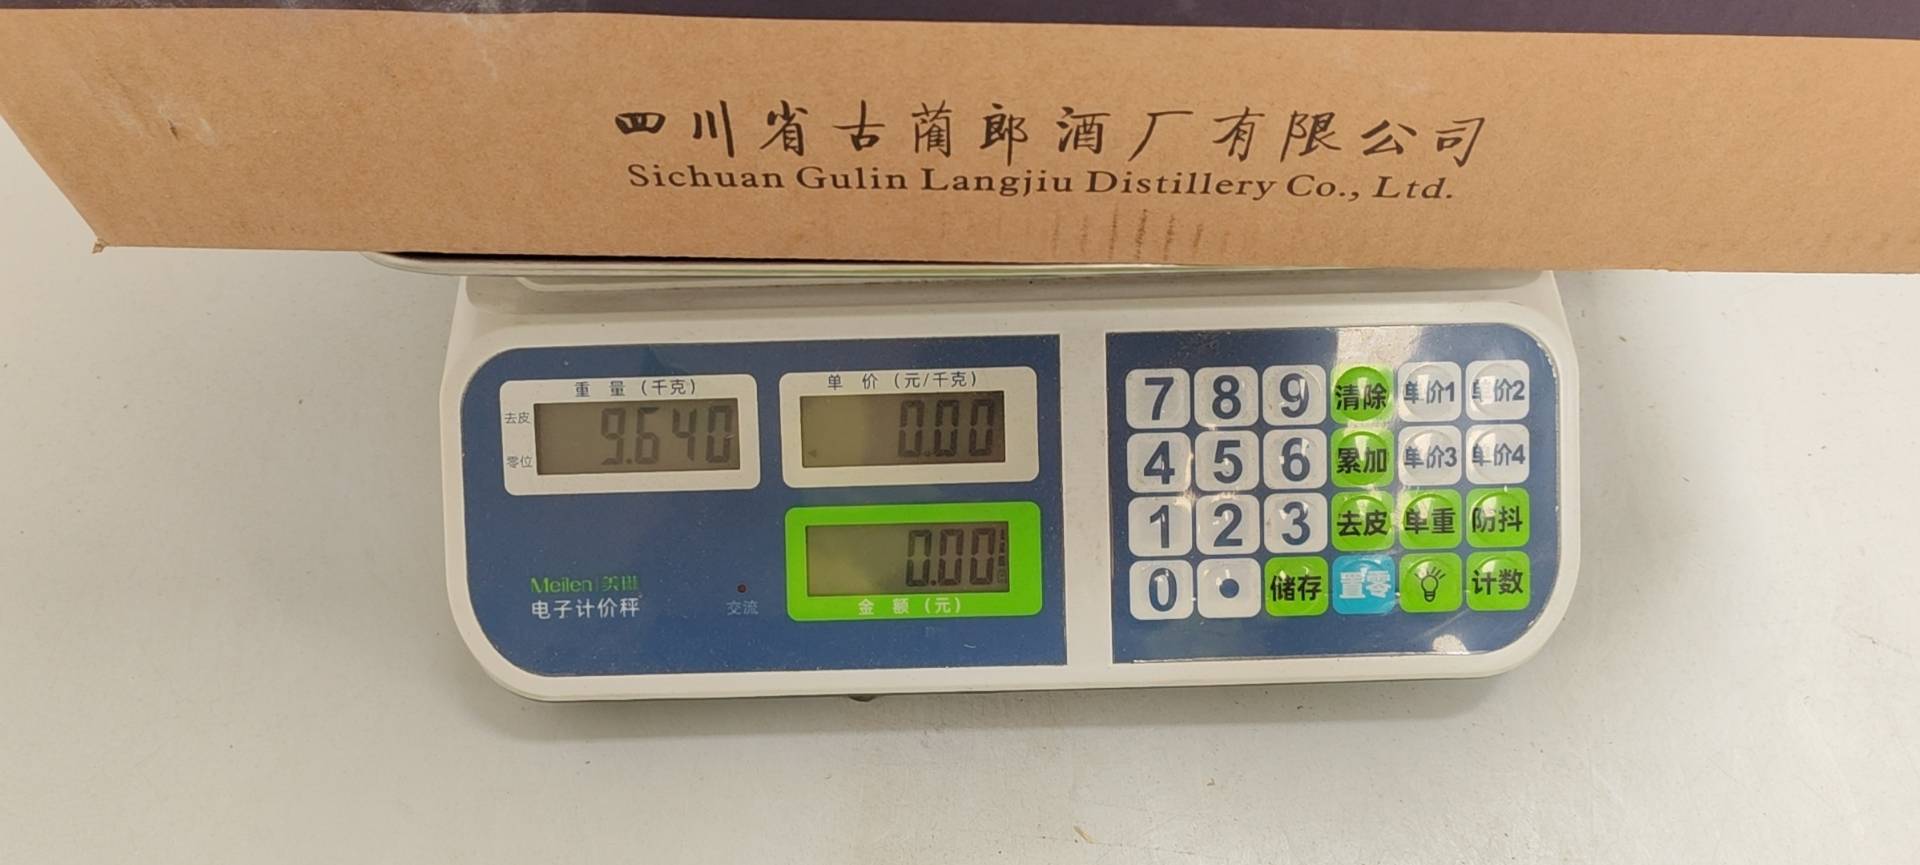 四川省古蔺郎酒厂有限公司
Sichuan Gulin Langjiu Distillery Co., Ltd.
重 量 (千克)
去皮
9.640
零位
单 价 (元/千克)
0.00
0.00
金 额 (元)
Meilen|美琳
电子计价秤
交流
7 8 9 清除 单价1 单价2
4 5 6 累加 单价3 单价4
1 2 3 去皮 单重 防抖
0 . 储存 置零 计数